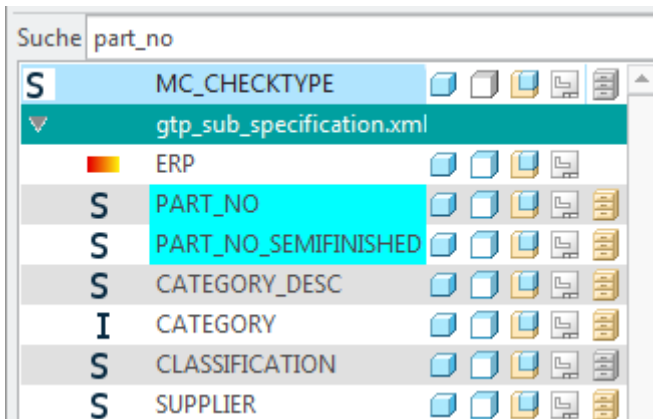 Suche part_no
S MC_CHECKTYPE
gtp_sub_specification.xml
ERP
S PART_NO
S PART_NO_SEMIFINISHED
S CATEGORY_DESC
I CATEGORY
S CLASSIFICATION
S SUPPLIER